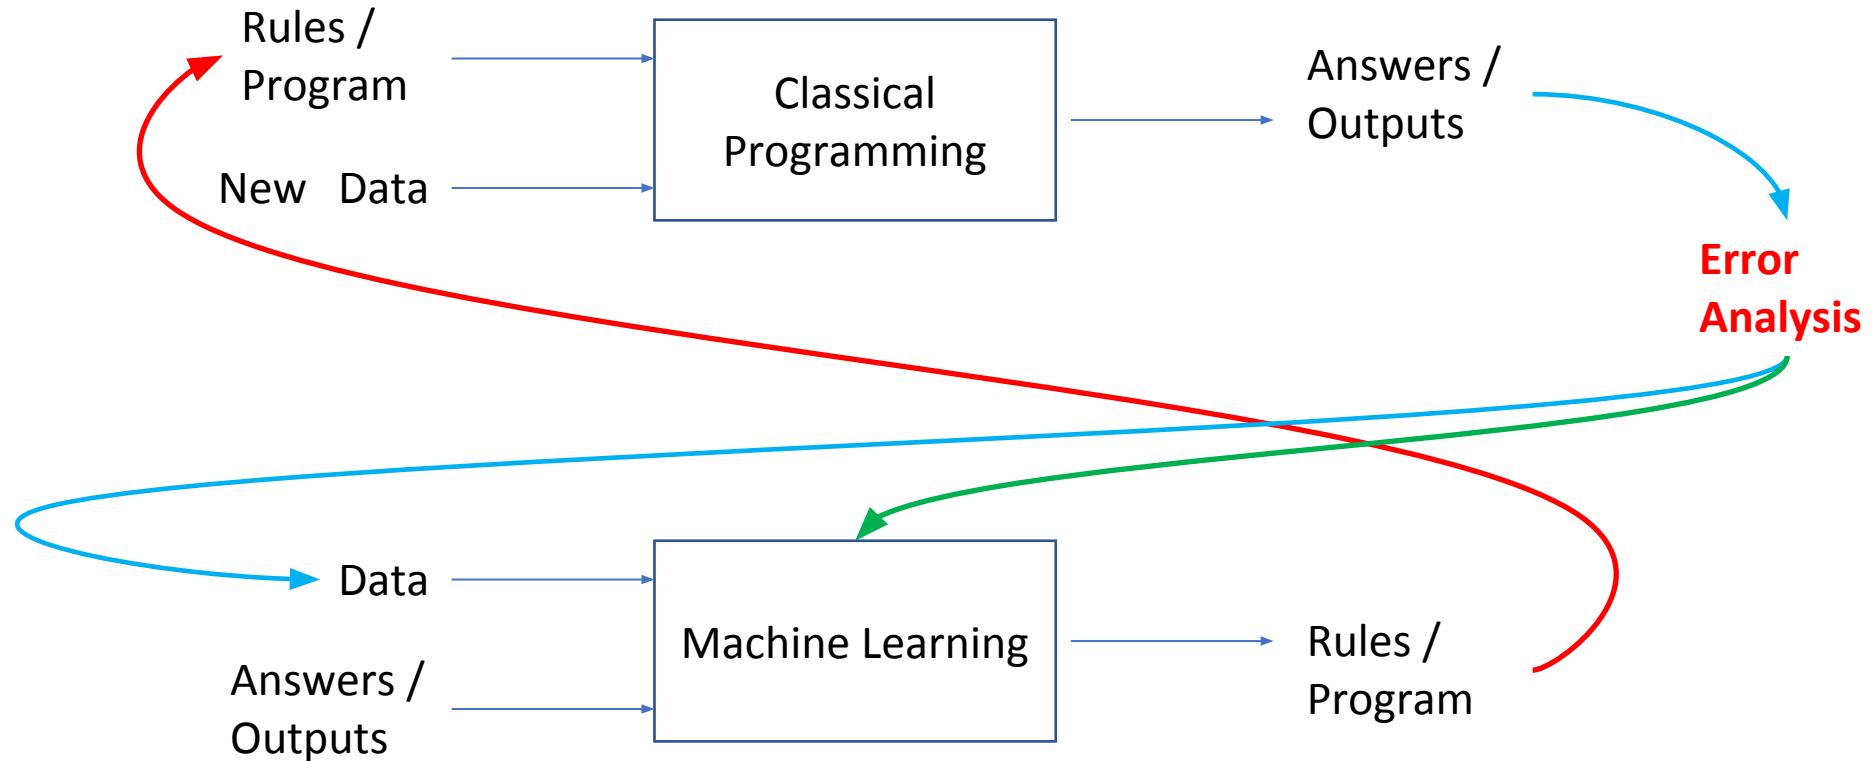 Rules /
Program
New Data
Classical
Programming
Answers /
Outputs
Error
Analysis
Data
Answers /
Outputs
Machine Learning
Rules /
Program